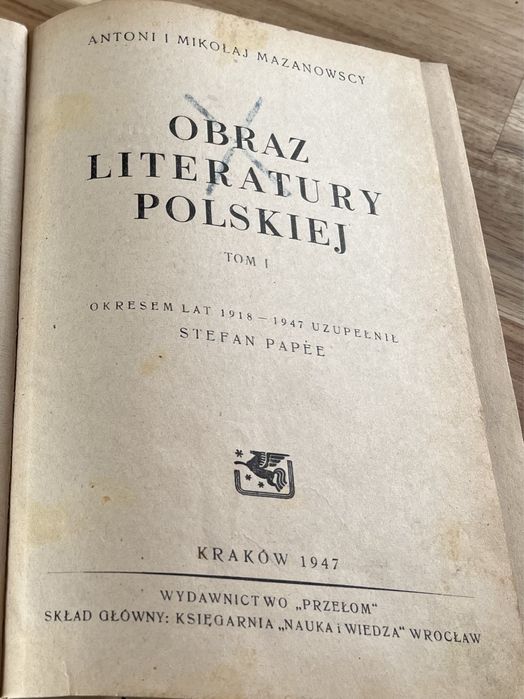 ANTONI I MIKOŁAJ MAZANOWSCY
OBRAZ
LITERATURY
POLSKIEJ
TOM I
OKRESEM LAT 1918 — 1947 UZUPEŁNIŁ
STEFAN PAPÈE
KRAKÓW 1947
WYDAWNICTWO „PRZEŁOM"
SKŁAD GŁÓWNY: KSIĘGARNIA „NAUKA i WIEDZA" WROCŁAW